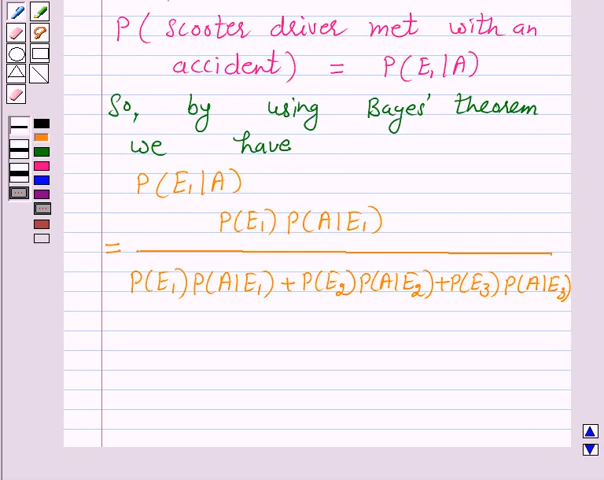 P( scooter driver met with an
accident) = P(E₁|A)
So, by using Bayes' theorem
we have
P(E₁|A)
= P(E₁) P(A|E₁)
P(E₁)P(A|E₁)+P(E₂)P(A|E₂)+P(E₃)P(A|E₃)